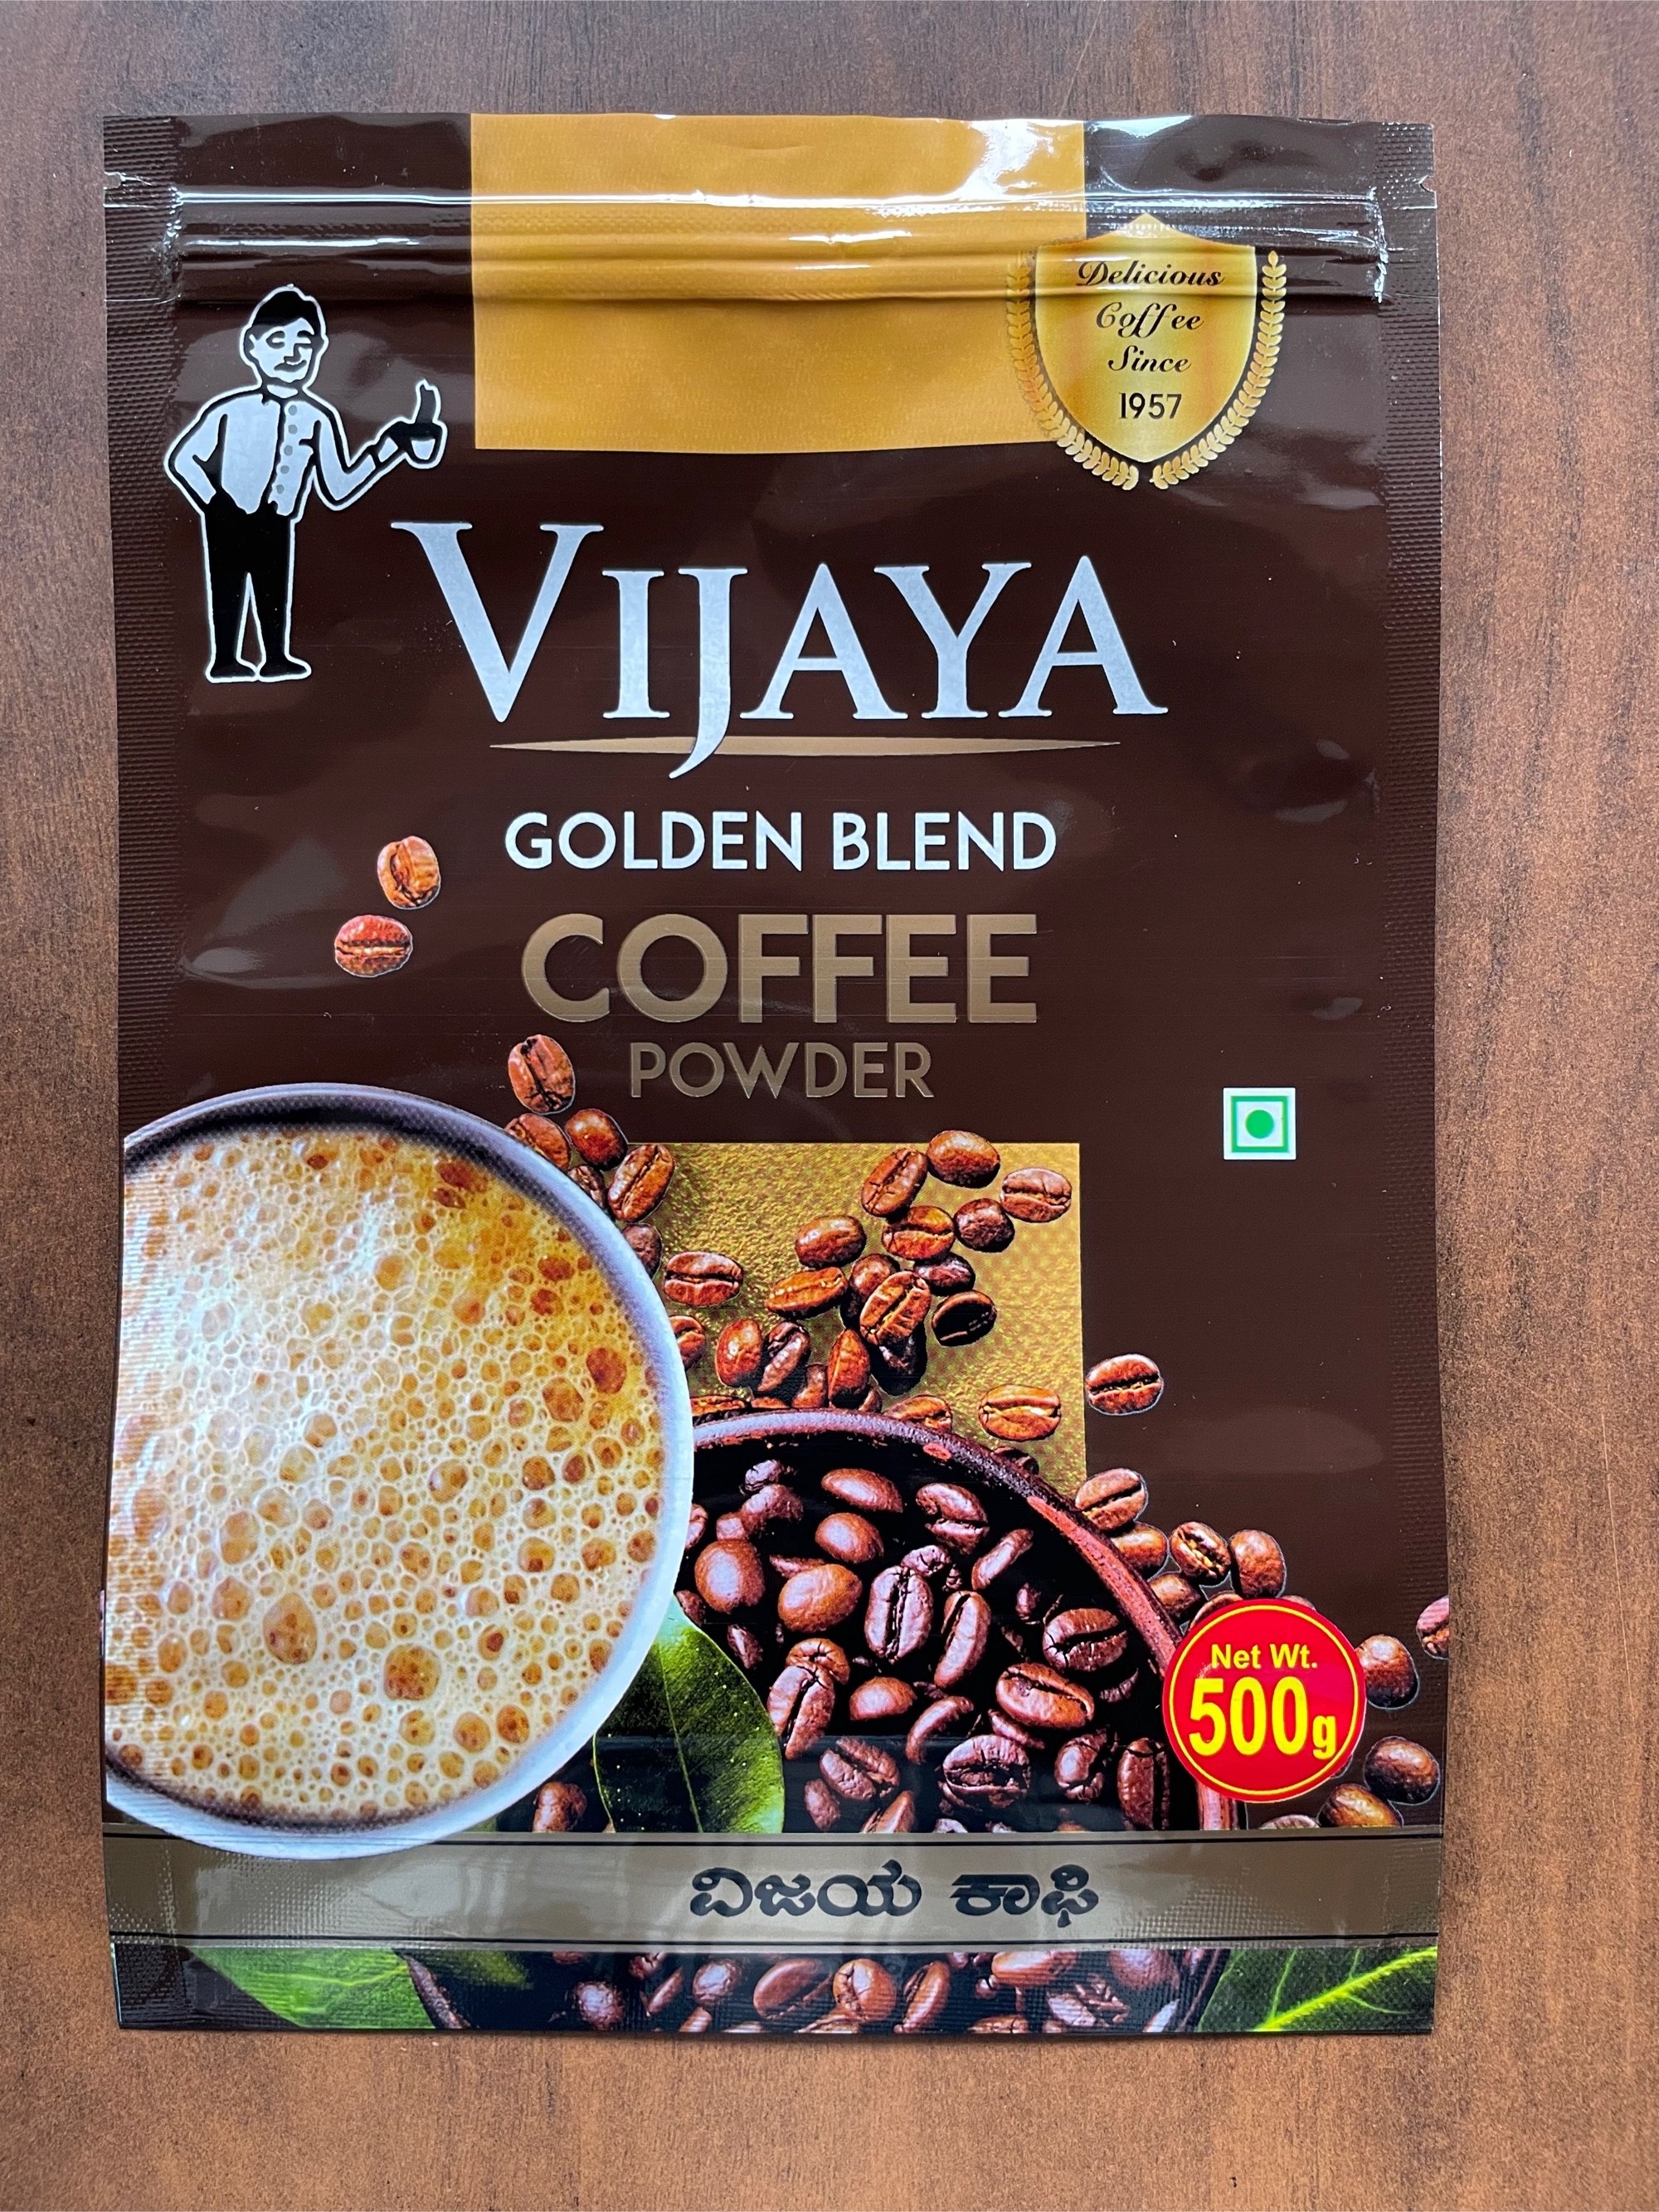 Delicious
Coffee
Since
1957
VIJAYA
GOLDEN BLEND
COFFEE
POWDER
Net Wt.
500g
ವಿಜಯ ಕಾಫಿ